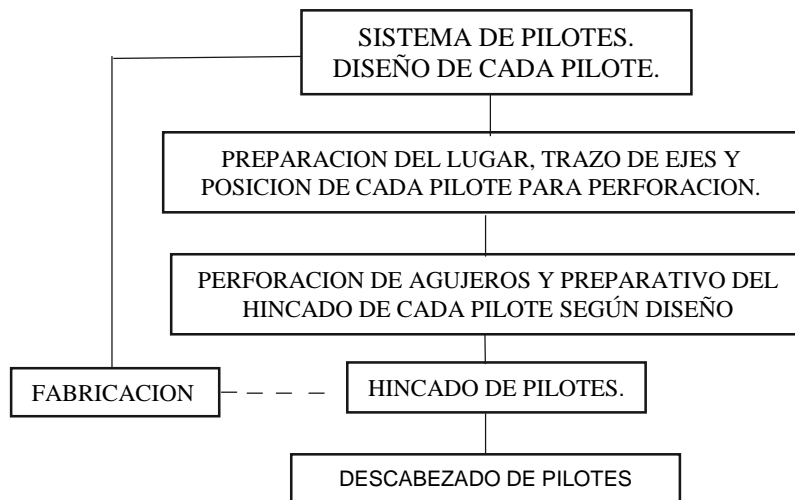 SISTEMA DE PILOTES.
DISEÑO DE CADA PILOTE.
PREPARACION DEL LUGAR, TRAZO DE EJES Y
POSICION DE CADA PILOTE PARA PERFORACION.
PERFORACION DE AGUJEROS Y PREPARATIVO DEL
HINCADO DE CADA PILOTE SEGÚN DISEÑO
FABRICACION
HINCADO DE PILOTES.
DESCABEZADO DE PILOTES